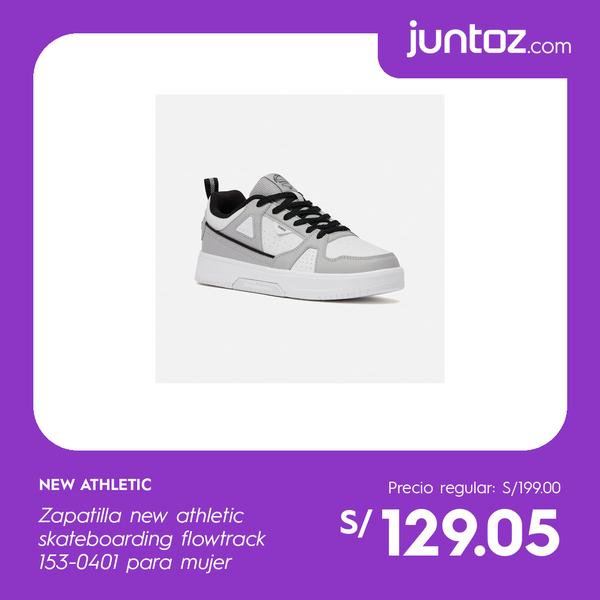 juntoz.com
NEW ATHLETIC
Zapatilla new athletic
skateboarding flowtrack
153-0401 para mujer
Precio regular: S/199.00
S/129.05